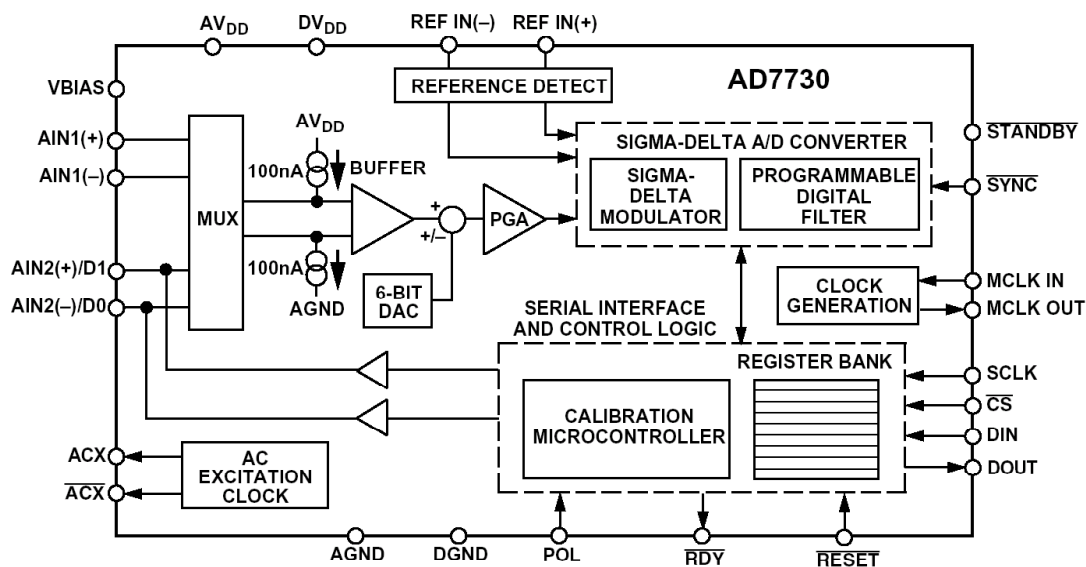 AVDD
DVDD
REF IN(–)
REF IN(+)
VBIAS
REFERENCE DETECT
AD7730
AIN1(+)
AVDD
STANDBY
SIGMA-DELTA A/D CONVERTER
AIN1(–)
100nA
BUFFER
SIGMA-
DELTA
MODULATOR
PROGRAMMABLE
DIGITAL
FILTER
SYNC
MUX
+
+/–
PGA
AIN2(+)/D1
100nA
AIN2(–)/D0
AGND
6-BIT
DAC
CLOCK
GENERATION
MCLK IN
MCLK OUT
SERIAL INTERFACE
AND CONTROL LOGIC
REGISTER BANK
SCLK
CS
CALIBRATION
MICROCONTROLLER
DIN
DOUT
ACX
ACX
AC
EXCITATION
CLOCK
AGND
DGND
POL
RDY
RESET